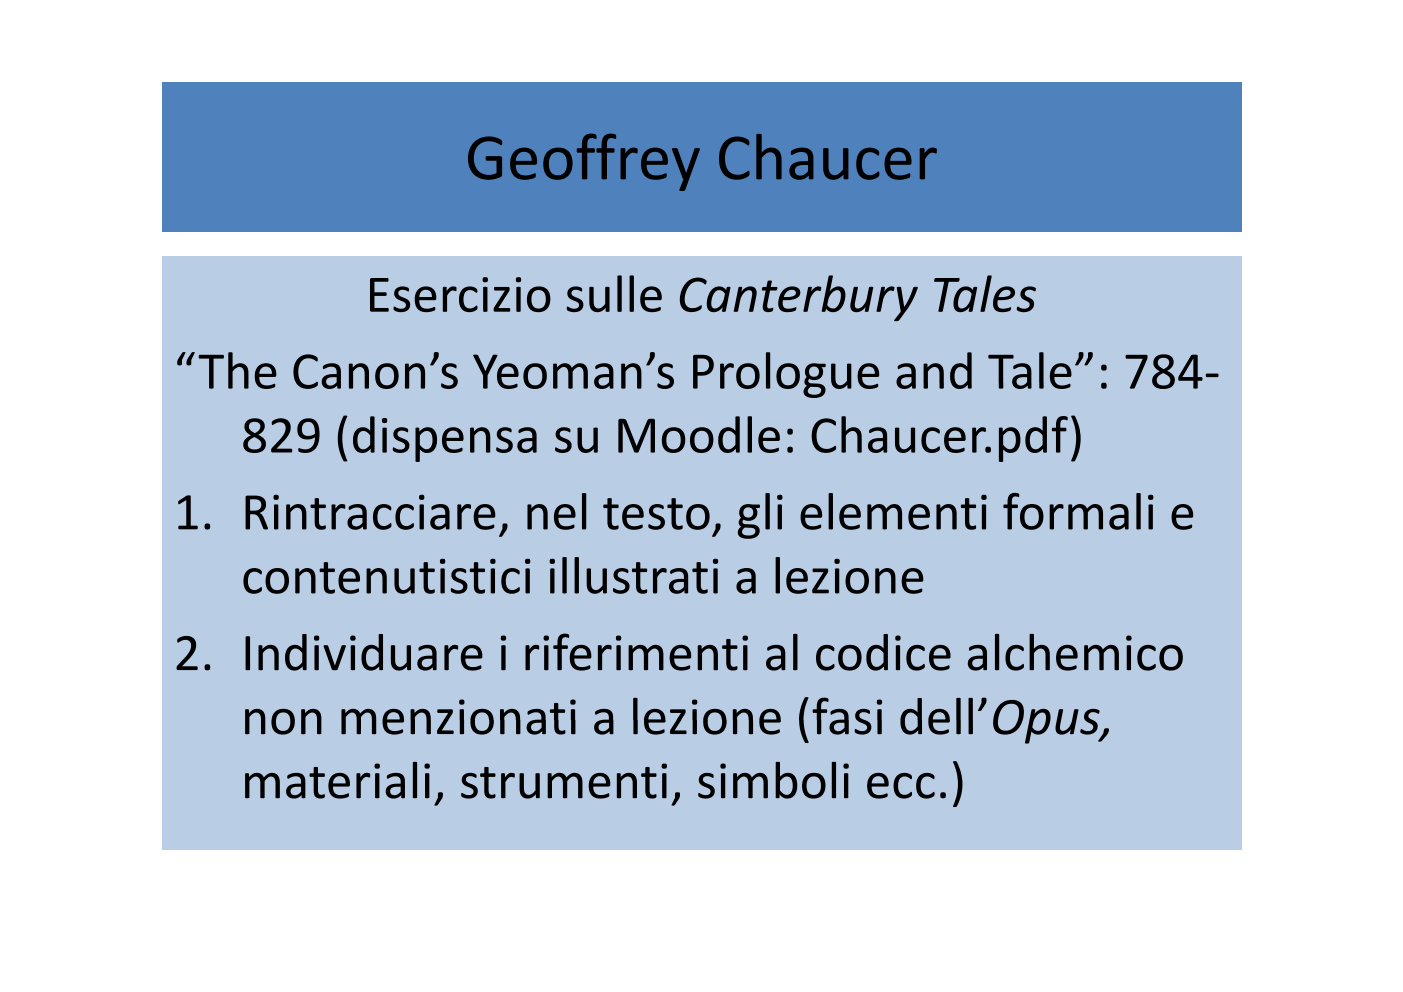 Geoffrey Chaucer
Esercizio sulle Canterbury Tales
“The Canon’s Yeoman’s Prologue and Tale”: 784-
829 (dispensa su Moodle: Chaucer.pdf)
1. Rintracciare, nel testo, gli elementi formali e
contenutistici illustrati a lezione
2. Individuare i riferimenti al codice alchemico
non menzionati a lezione (fasi dell’Opus,
materiali, strumenti, simboli ecc.)